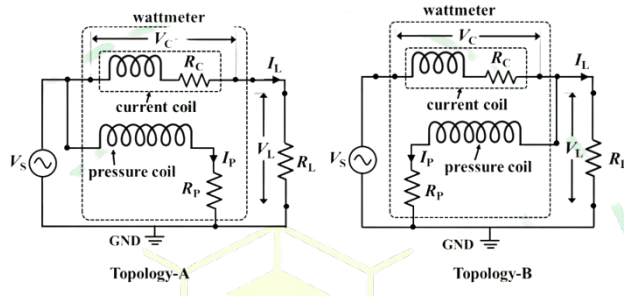 wattmeter
V_C
R_C
I_L
current coil
V_S
pressure coil
I_P
R_P
V_L
R_L
GND
Topology-A
wattmeter
V_C
R_C
I_L
current coil
V_S
I_P
pressure coil
R_P
V_L
R_L
GND
Topology-B